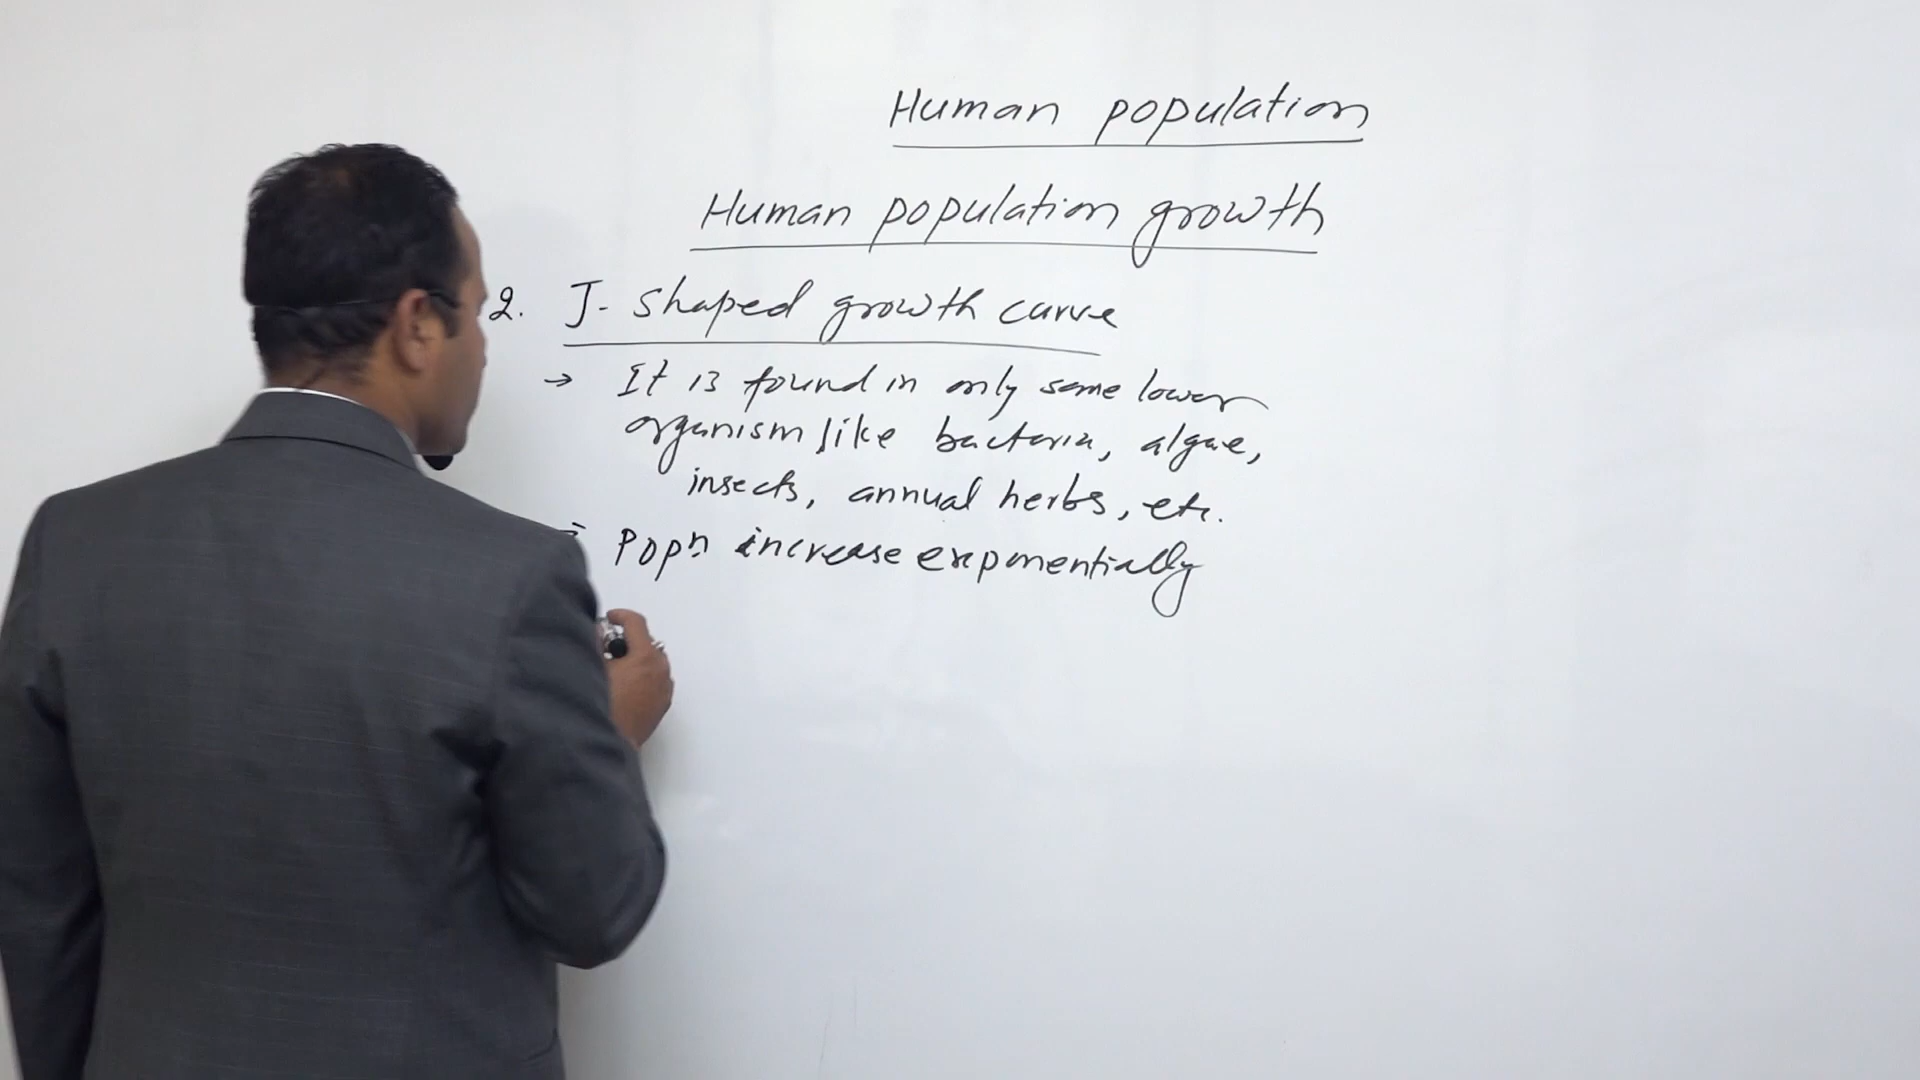 Human population
Human population growth
2. J-shaped growth curve
→ It is found in only some lower
organism like bacteria, algae,
insects, annual herbs, etc.
→ Popn. increase exponentially